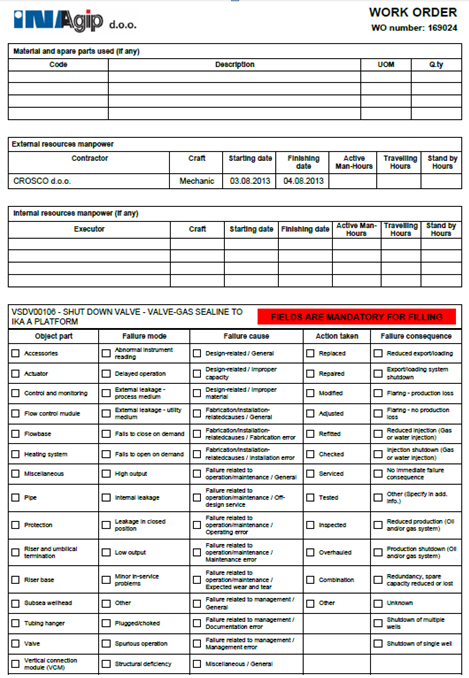 INAgip d.o.o.
WORK ORDER
WO number: 169024
Material and spare parts used (if any)
Code Description UOM Q.ty
External resources manpower
Contractor Craft Starting date Finishing date Active Man-Hours Travelling Hours Stand by Hours
CROSCO d.o.o. Mechanic 03.08.2013 04.08.2013
Internal resources manpower (if any)
Executor Craft Starting date Finishing date Active Man-Hours Travelling Hours Stand by Hours
VSDV00106 - SHUT DOWN VALVE - VALVE-GAS SEALINE TO IKA A PLATFORM
FIELDS ARE MANDATORY FOR FILLING
Object part Failure mode Failure cause Action taken Failure consequence
Accessories Abnormal instrument reading Design-related / General Replaced Reduced export/loading
Actuator Delayed operation Design-related / Improper capacity Repaired Export/loading system shutdown
Control and monitoring External leakage - process medium Design-related / Improper material Modified Flaring - production loss
Flow control mudule External leakage - utility medium Fabrication/installation-relatedcauses / General Adjusted Flaring - no production loss
Flowbase Fails to close on demand Fabrication/installation-relatedcauses / Fabrication error Refitted Reduced injection (Gas or water injection)
Heating system Fails to open on demand Fabrication/installation-relatedcauses / Installation error Checked Injection shutdown (Gas or water injection)
Miscellaneous High output Failure related to operation/maintenance / General Serviced No immediate failure consequence
Pipe Internal leakage Failure related to operation/maintenance / Off-design service Tested Other (Specify in add. info.)
Protection Leakage in closed position Failure related to operation/maintenance / Operating error Inspected Reduced production (Oil and/or gas system)
Riser and umbilical termination Low output Failure related to operation/maintenance / Maintenance error Overhauled Production shutdown (Oil and/or gas system)
Riser base Minor in-service problems Failure related to operation/maintenance / Expected wear and tear Combination Redundancy, spare capacity reduced or lost
Subsea wellhead Other Failure related to management / General Other Unknown
Tubing hanger Plugged/choked Failure related to management / Documentation error Shutdown of multiple wells
Valve Spurious operation Failure related to management / Management error Shutdown of single well
Vertical connection module (VCM) Structural deficiency Miscellaneous / General